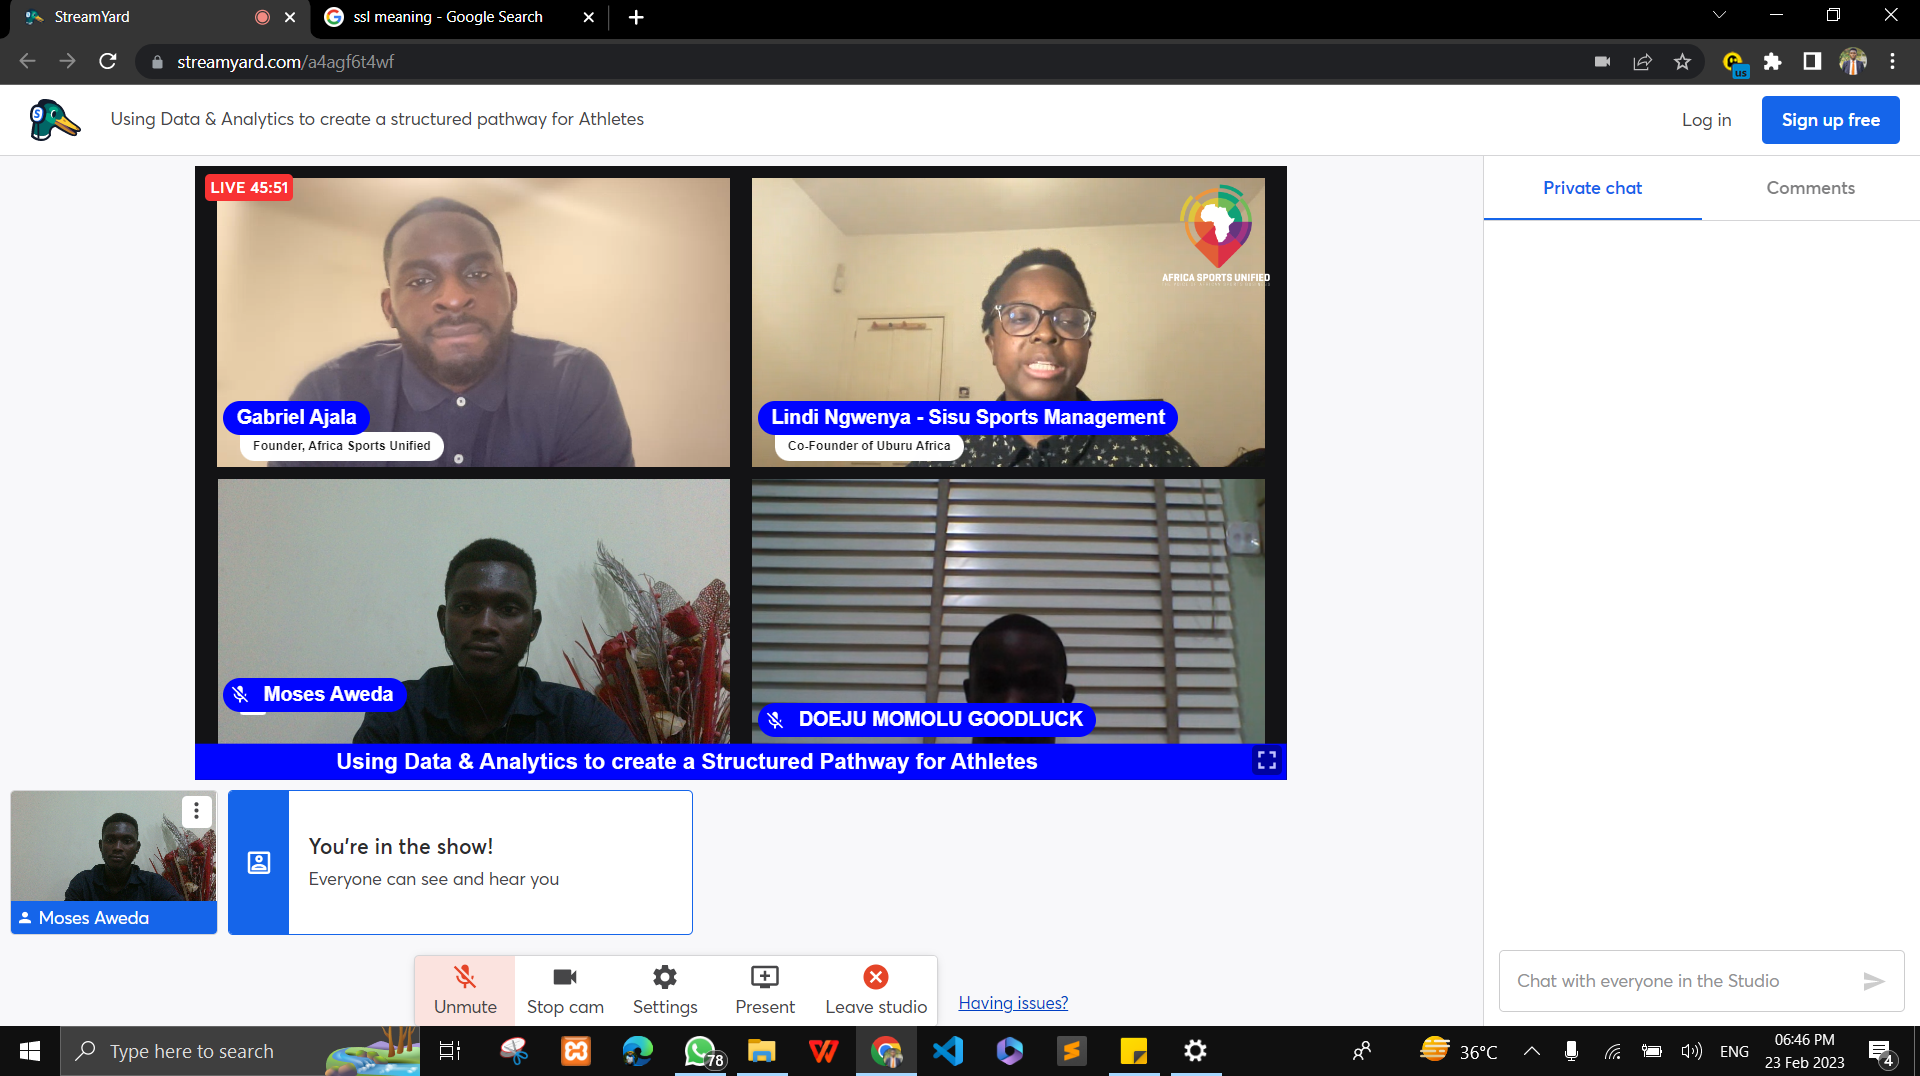 StreamYard
ssl meaning - Google Search
streamyard.com/a4agf6t4wf
us
S
Using Data & Analytics to create a structured pathway for Athletes
Log in
Sign up free
LIVE 45:51
AFRICA SPORTS UNIFIED
Gabriel Ajala
Founder, Africa Sports Unified
Lindi Ngwenya - Sisu Sports Management
Co-Founder of Uburu Africa
Moses Aweda
DOEJU MOMOLU GOODLUCK
Using Data & Analytics to create a Structured Pathway for Athletes
Private chat
Comments
Moses Aweda
You're in the show!
Everyone can see and hear you
Unmute
Stop cam
Settings
Present
Leave studio
Having issues?
Chat with everyone in the Studio
Type here to search
78
36°C
ENG
06:46 PM
23 Feb 2023
4